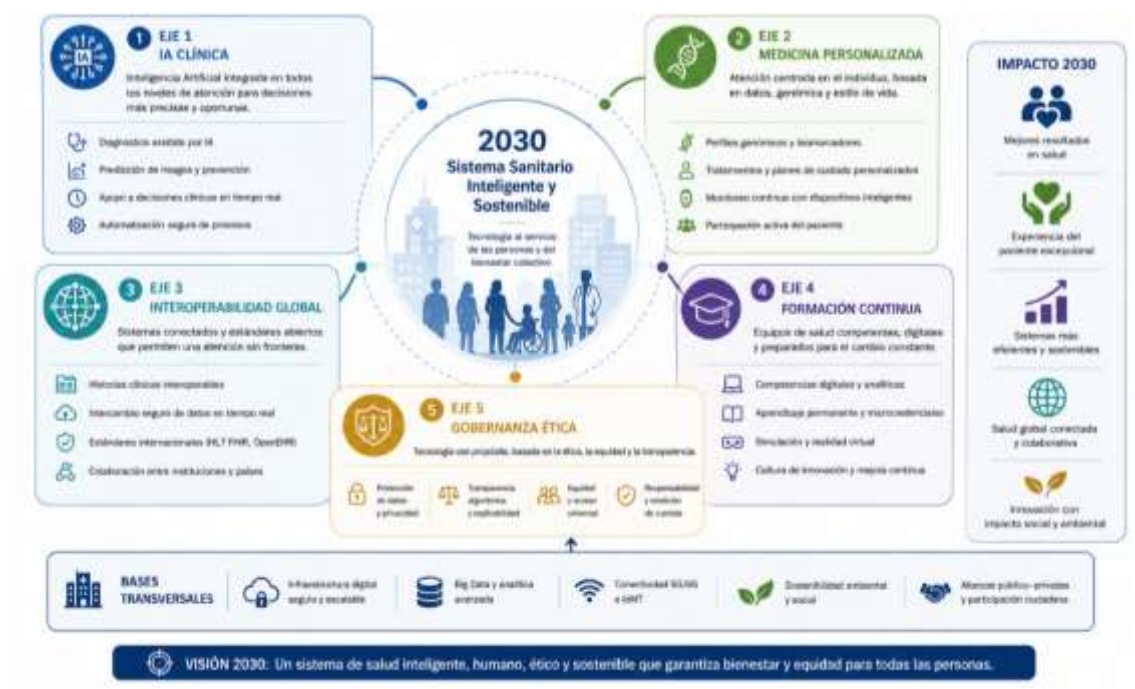 1 EJE 1
IA CLÍNICA
IA
Inteligencia Artificial integrada en todos
los niveles de atención para decisiones
más precisas y oportunas.
Diagnóstico asistido por IA
Predicción de riesgos y prevención
Apoyo a decisiones clínicas en tiempo real
Automatización segura de procesos
2 EJE 2
MEDICINA PERSONALIZADA
Atención centrada en el individuo, basada
en datos, genómica y estilo de vida.
Perfiles genómicos y biomarcadores
Tratamientos y planes de cuidado personalizados
Monitoreo continuo con dispositivos inteligentes
Participación activa del paciente
2030
Sistema Sanitario
Inteligente y
Sostenible
Tecnología al servicio
de las personas y del
bienestar colectivo
3 EJE 3
INTEROPERABILIDAD GLOBAL
Sistemas conectados y estándares abiertos
que permiten una atención sin fronteras.
Historias clínicas interoperables
Intercambio seguro de datos en tiempo real
Estándares internacionales (HL7 FHIR, OpenEHR)
Colaboración entre instituciones y países
4 EJE 4
FORMACIÓN CONTINUA
Equipos de salud competentes, digitales
y preparados para el cambio constante.
Competencias digitales y analíticas
Aprendizaje permanente y microcredenciales
Simulación y realidad virtual
Cultura de innovación y mejora continua
5 EJE 5
GOBERNANZA ÉTICA
Tecnología con propósito, basada en la ética, la equidad y la transparencia.
Protección
de datos
y privacidad
Transparencia
algorítmica
y explicabilidad
Equidad
y acceso
universal
Responsabilidad
y rendición
de cuentas
IMPACTO 2030
Mejores resultados
en salud
Experiencia del
paciente excepcional
Sistemas más
eficientes y sostenibles
Salud global conectada
y colaborativa
Innovación con
impacto social y ambiental
BASES
TRANSVERSALES
Infraestructura digital
segura y escalable
Big Data y analítica
avanzada
Conectividad 5G/6G
Sostenibilidad ambiental
y social
Alianzas público-privadas
y participación ciudadana
VISIÓN 2030: Un sistema de salud inteligente, humano, ético y sostenible que garantiza bienestar y equidad para todas las personas.